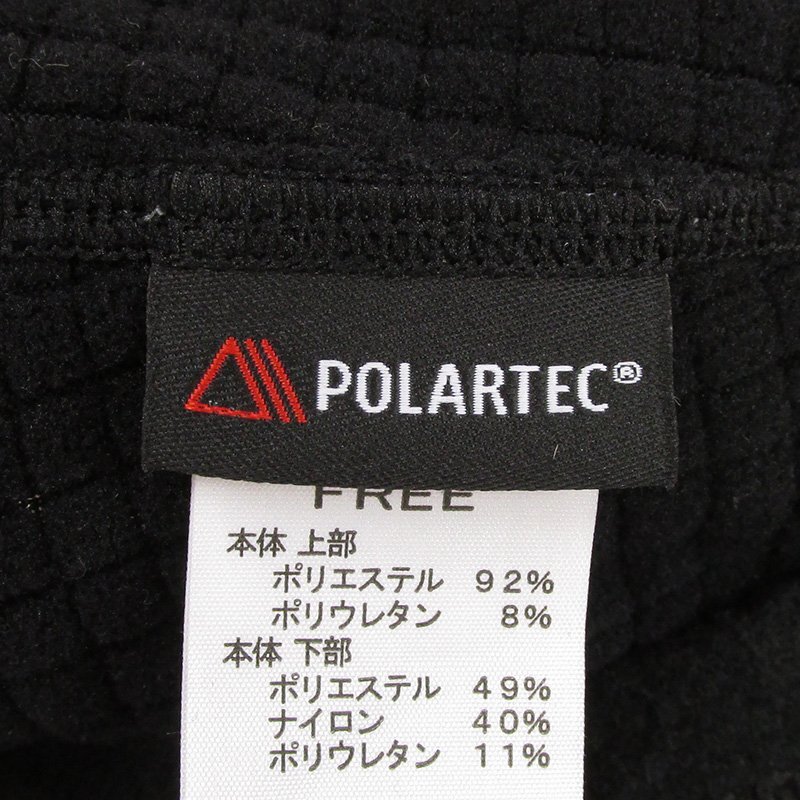 POLARTEC®
FREE
本体 上部
ポリエステル 92%
ポリウレタン 8%
本体 下部
ポリエステル 49%
ナイロン 40%
ポリウレタン 11%